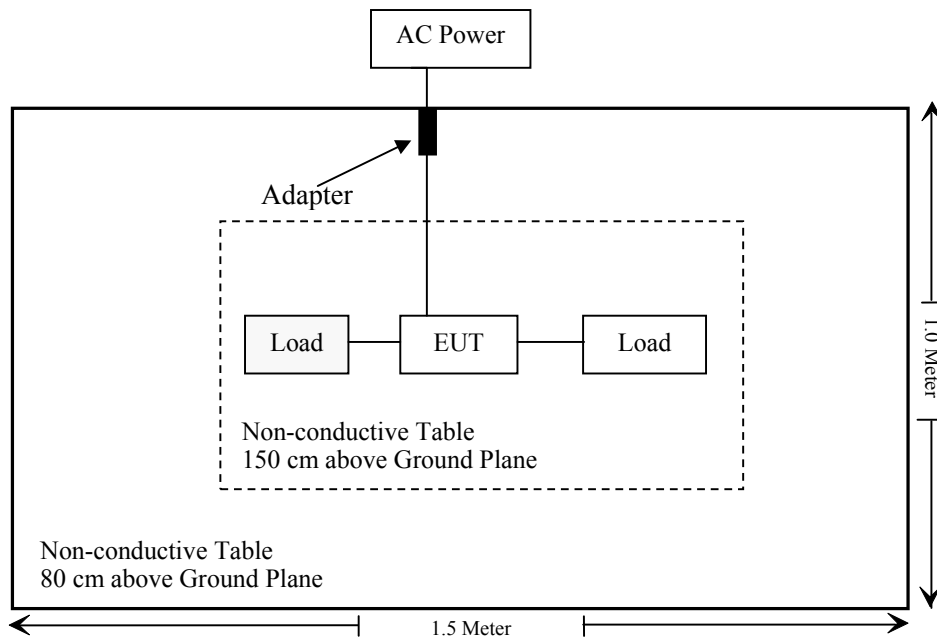 AC Power
Adapter
Load
EUT
Load
Non-conductive Table
150 cm above Ground Plane
1.0 Meter
Non-conductive Table
80 cm above Ground Plane
1.5 Meter